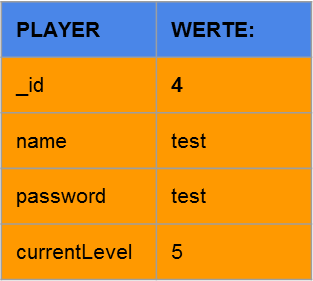 PLAYER WERTE:
_id 4
name test
password test
currentLevel 5